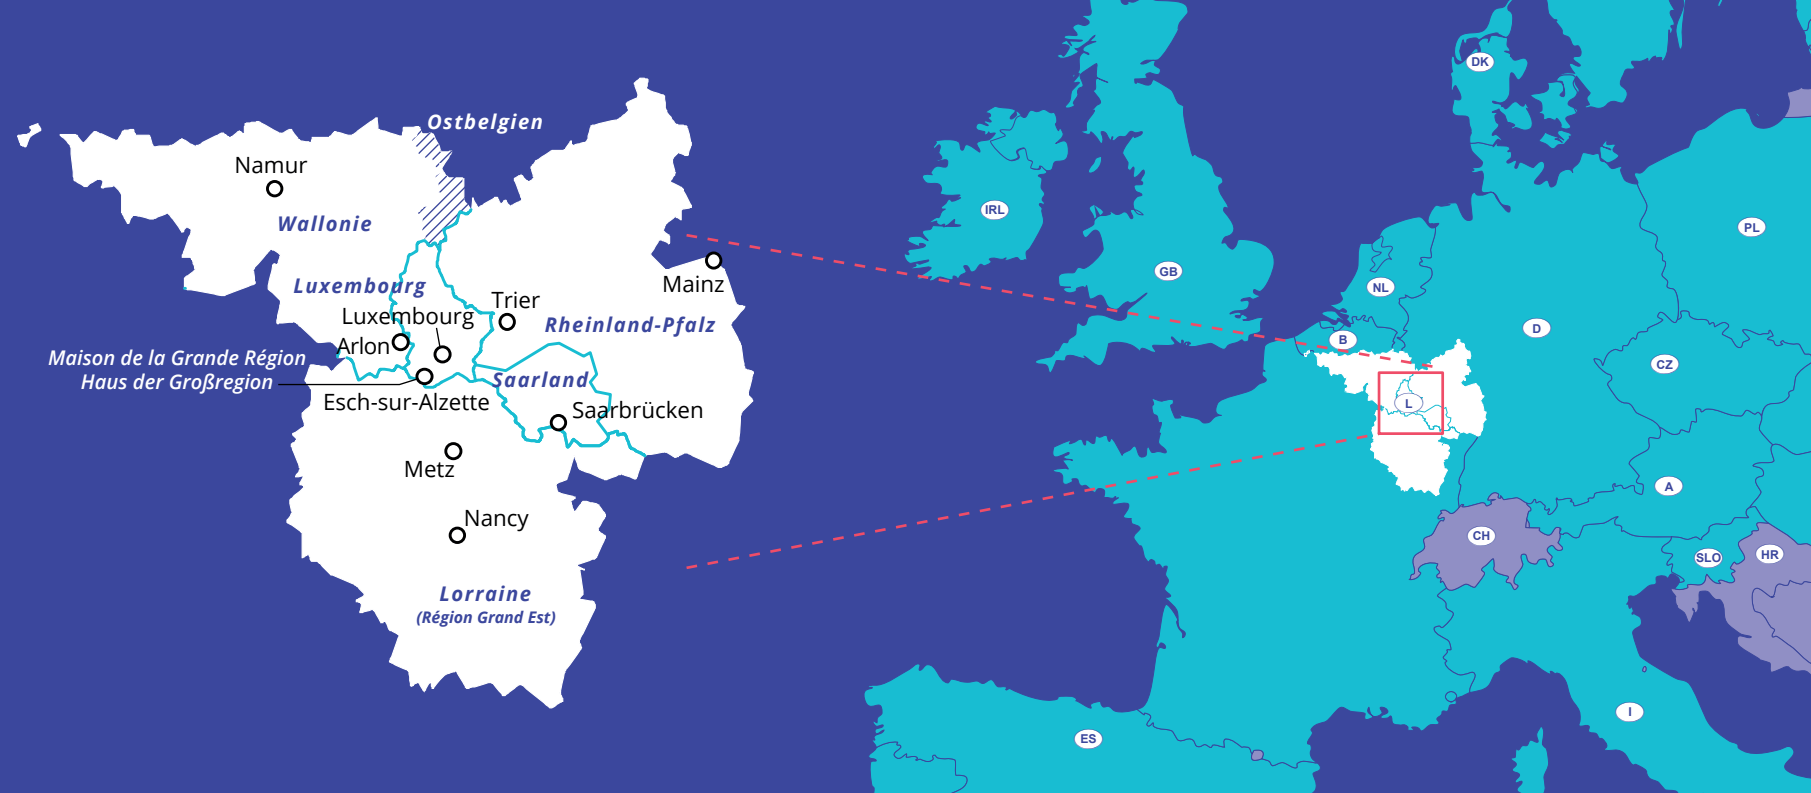 Ostbelgien
Namur
Wallonie
Mainz
Luxembourg
Trier
Luxembourg
Rheinland-Pfalz
Arlon
Maison de la Grande Région
Haus der Großregion
Saarland
Esch-sur-Alzette
Saarbrücken
Metz
Nancy
Lorraine
(Région Grand Est)
DK
IRL
PL
GB
NL
D
B
CZ
L
A
CH
SLO
HR
I
ES